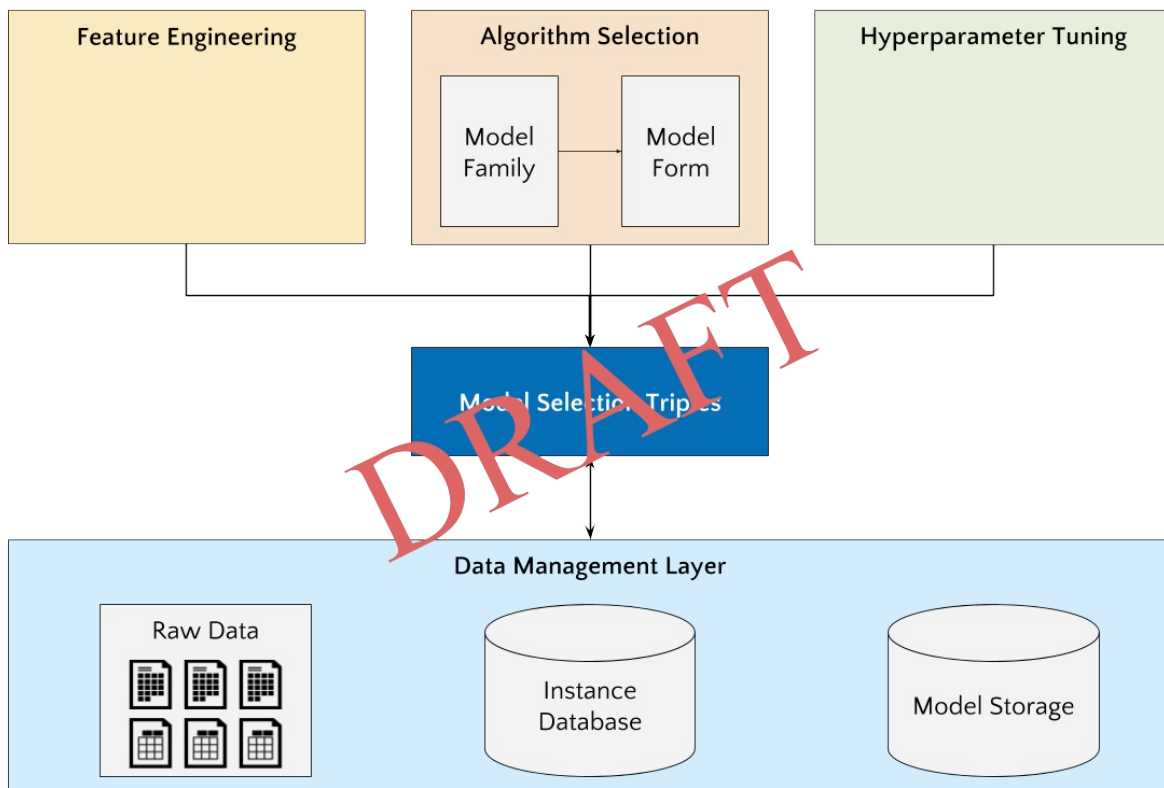 Feature Engineering
Algorithm Selection
Hyperparameter Tuning
Model
Family
Model
Form
Model Selection Triples
DRAFT
Data Management Layer
Raw Data
Instance
Database
Model Storage